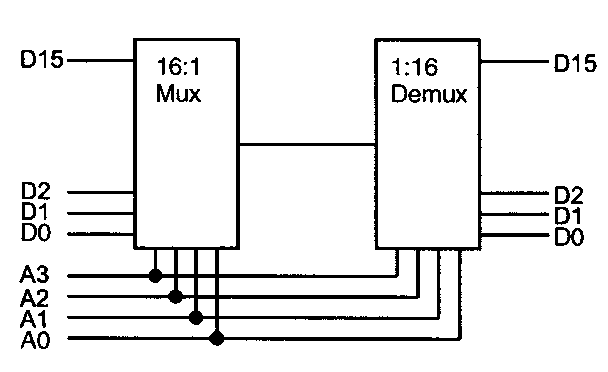 D15 16:1 1:16 D15
Mux Demux
D2 D2
D1 D1
D0 D0
A3
A2
A1
A0